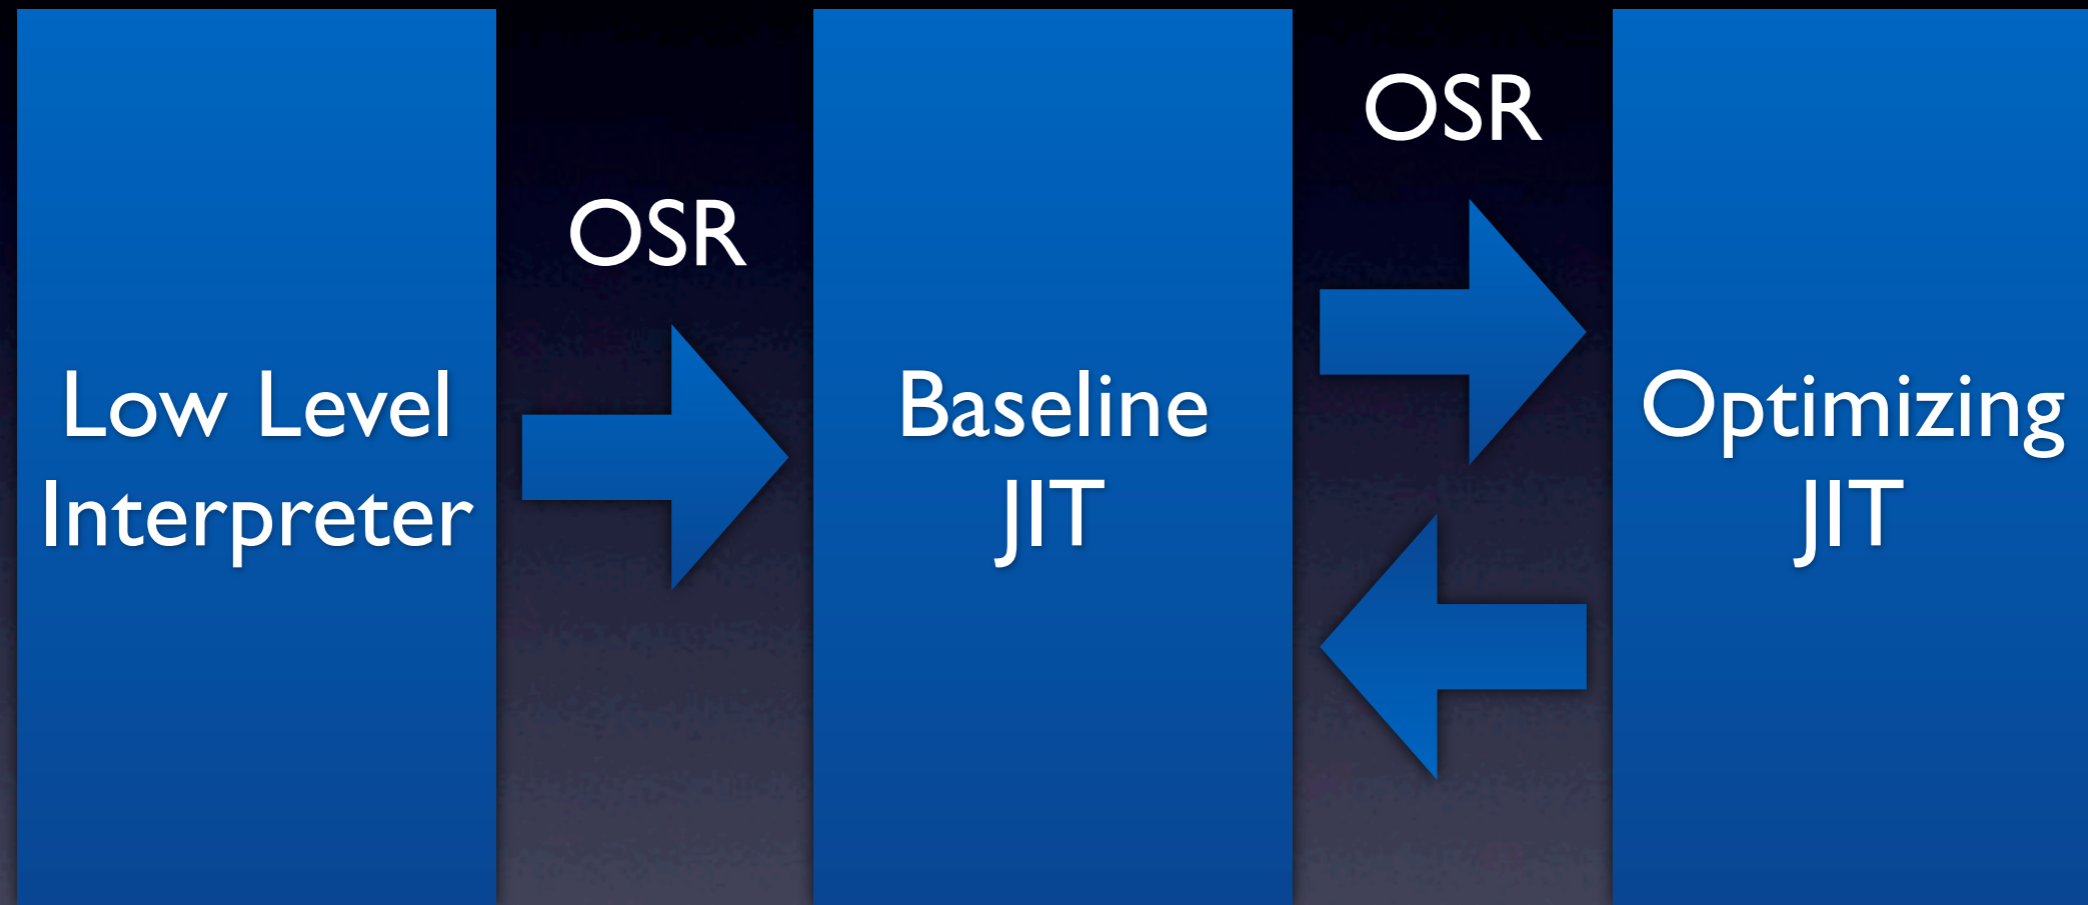 Low Level
Interpreter
OSR
Baseline
JIT
OSR
Optimizing
JIT